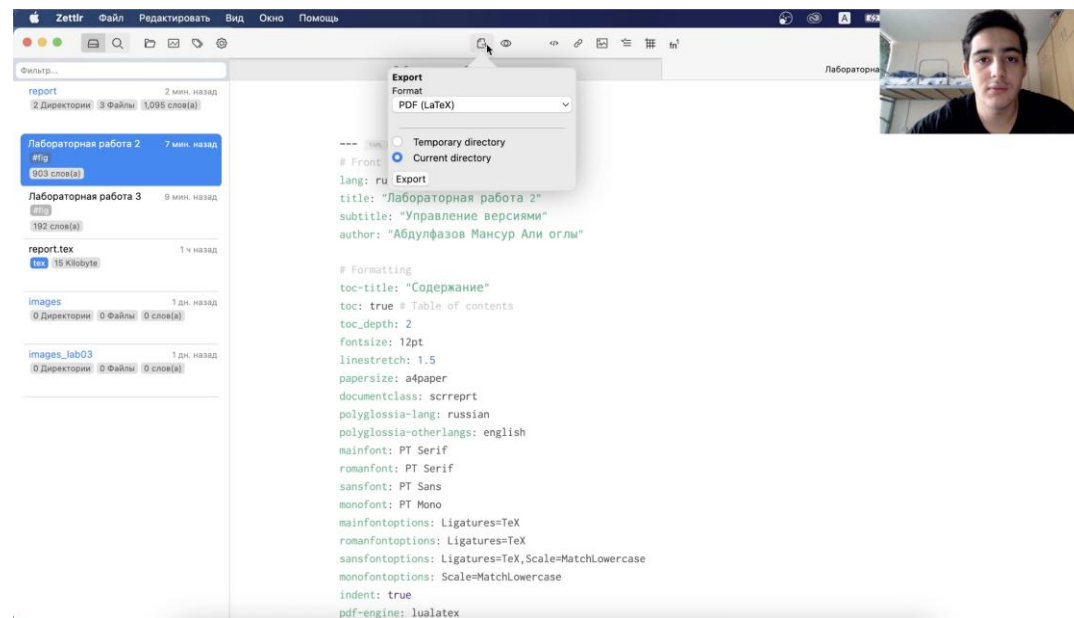 Zettlr Файл Редактировать Вид Окно Помощь
Фильтр...
report 2 мин. назад
2 Директории 3 Файлы 1,095 слов(а)
Лабораторная работа 2 7 мин. назад
#fig
903 слов(а)
Лабораторная работа 3 9 мин. назад
#fig
192 слов(а)
report.tex 1 ч назад
tex 15 Kilobyte
images 1 дн. назад
0 Директории 0 Файлы 0 слов(а)
images_lab03 1 дн. назад
0 Директории 0 Файлы 0 слов(а)
Export
Format
PDF (LaTeX)
Temporary directory
Current directory
Export
---
# Front
lang: ru
title: "Лабораторная работа 2"
subtitle: "Управление версиями"
author: "Абдулфазов Мансур Али оглы"
# Formatting
toc-title: "Содержание"
toc: true # Table of contents
toc_depth: 2
fontsize: 12pt
linestretch: 1.5
papersize: a4paper
documentclass: scrreprt
polyglossia-lang: russian
polyglossia-otherlangs: english
mainfont: PT Serif
romanfont: PT Serif
sansfont: PT Sans
monofont: PT Mono
mainfontoptions: Ligatures=TeX
romanfontoptions: Ligatures=TeX
sansfontoptions: Ligatures=TeX,Scale=MatchLowercase
monofontoptions: Scale=MatchLowercase
indent: true
pdf-engine: lualatex